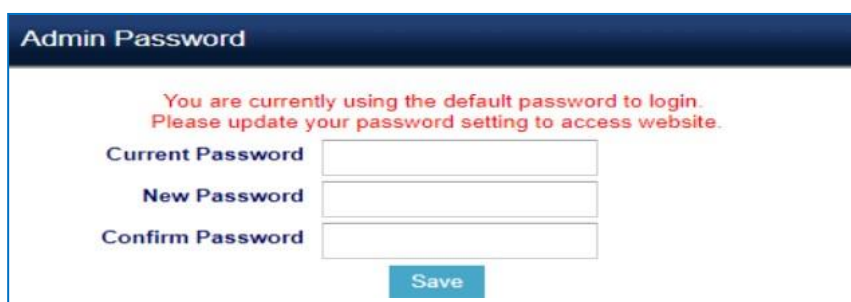 Admin Password
You are currently using the default password to login.
Please update your password setting to access website.
Current Password
New Password
Confirm Password
Save